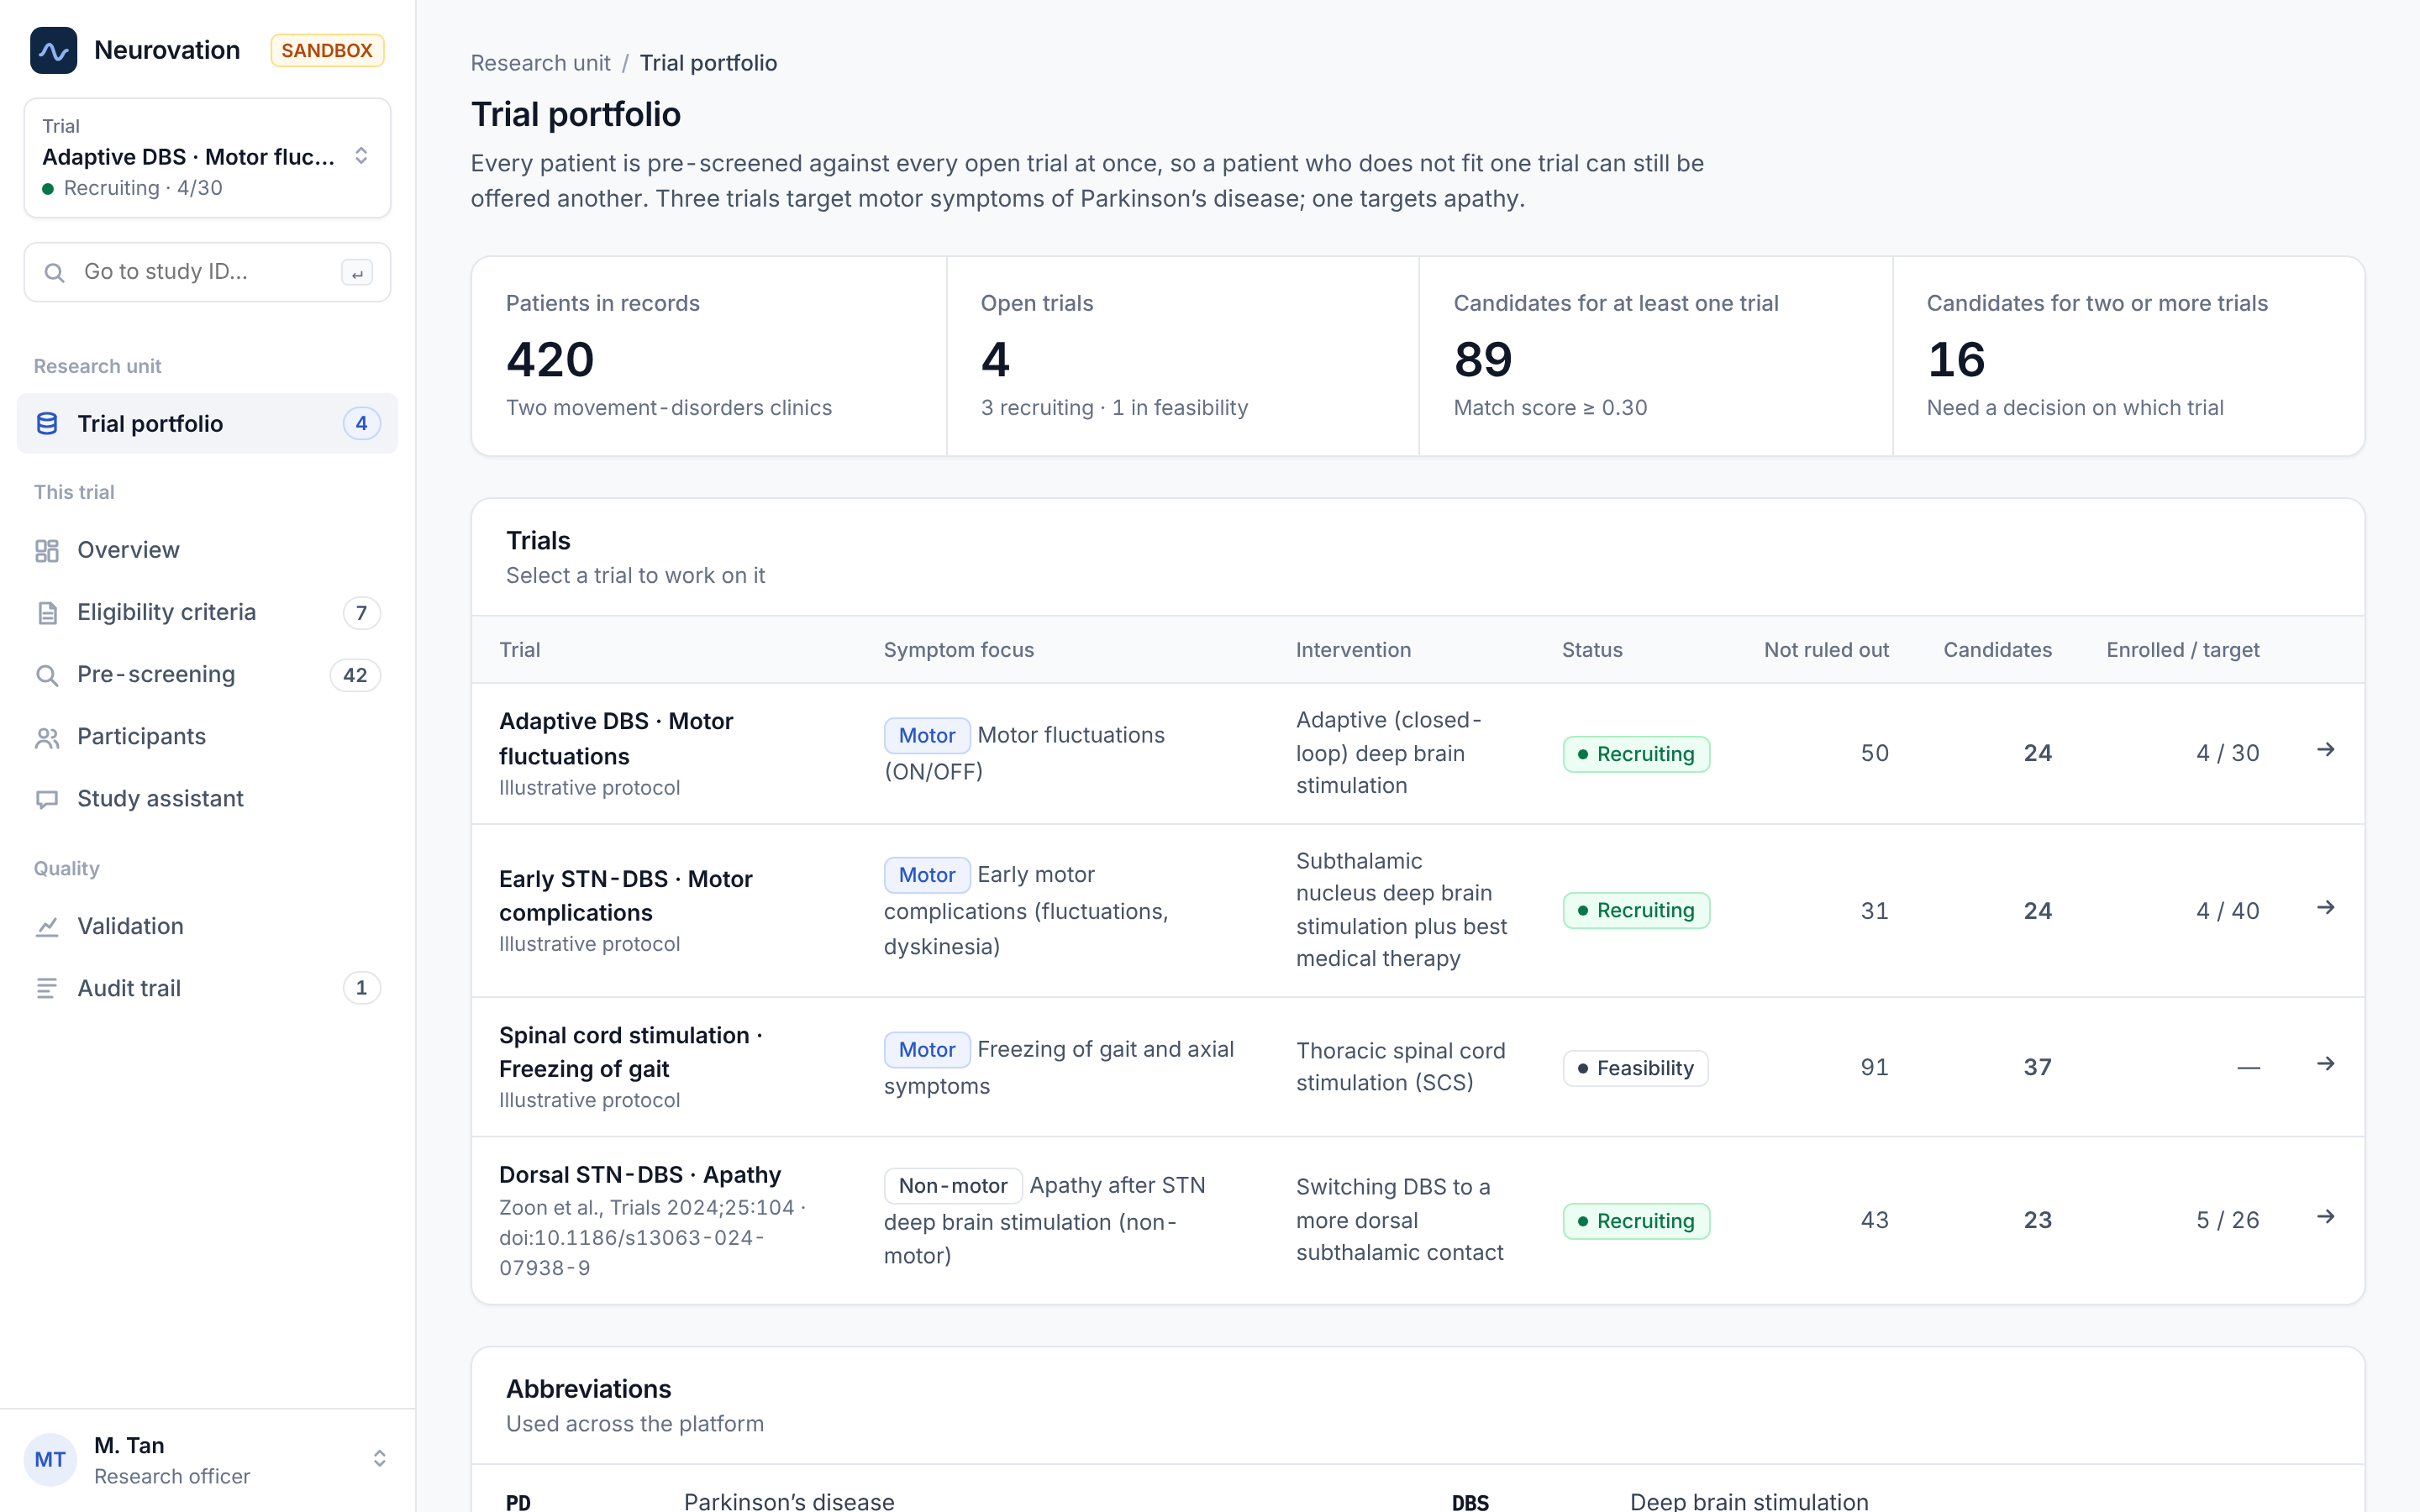 Neurovation
SANDBOX
Trial
Adaptive DBS · Motor fluc...
Recruiting · 4/30
Go to study ID...
Research unit
Trial portfolio
4
This trial
Overview
Eligibility criteria
7
Pre-screening
42
Participants
Study assistant
Quality
Validation
Audit trail
1
MT
M. Tan
Research officer
Research unit / Trial portfolio
Trial portfolio
Every patient is pre-screened against every open trial at once, so a patient who does not fit one trial can still be
offered another. Three trials target motor symptoms of Parkinson’s disease; one targets apathy.
Patients in records
420
Two movement-disorders clinics
Open trials
4
3 recruiting · 1 in feasibility
Candidates for at least one trial
89
Match score ≥ 0.30
Candidates for two or more trials
16
Need a decision on which trial
Trials
Select a trial to work on it
Trial Symptom focus Intervention Status Not ruled out Candidates Enrolled / target
Adaptive DBS · Motor
fluctuations
Illustrative protocol
Motor Motor fluctuations
(ON/OFF)
Adaptive (closed-
loop) deep brain
stimulation
Recruiting
50
24
4 / 30
→
Early STN-DBS · Motor
complications
Illustrative protocol
Motor Early motor
complications (fluctuations,
dyskinesia)
Subthalamic
nucleus deep brain
stimulation plus best
medical therapy
Recruiting
31
24
4 / 40
→
Spinal cord stimulation ·
Freezing of gait
Illustrative protocol
Motor Freezing of gait and axial
symptoms
Thoracic spinal cord
stimulation (SCS)
Feasibility
91
37
—
→
Dorsal STN-DBS · Apathy
Zoon et al., Trials 2024;25:104 ·
doi:10.1186/s13063-024-
07938-9
Non-motor Apathy after STN
deep brain stimulation (non-
motor)
Switching DBS to a
more dorsal
subthalamic contact
Recruiting
43
23
5 / 26
→
Abbreviations
Used across the platform
PD Parkinson’s disease
DBS Deep brain stimulation